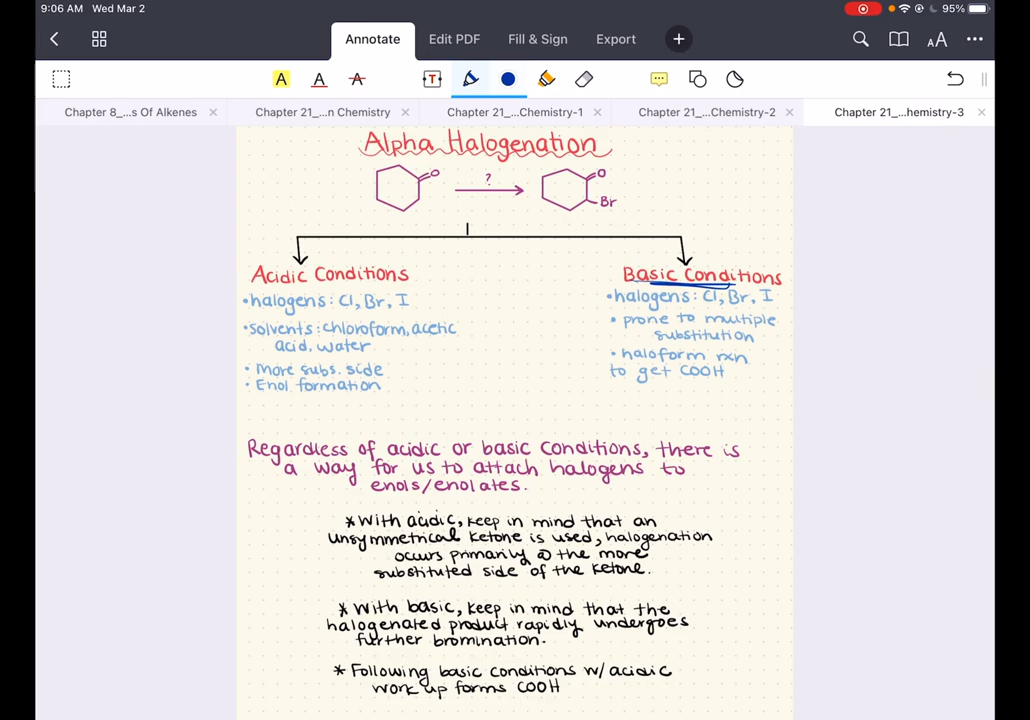 9:06 AM Wed Mar 2
95%
Annotate
Edit PDF
Fill & Sign
Export
AA
A A A T
Chapter 8_...s Of Alkenes
Chapter 21_...n Chemistry
Chapter 21_...Chemistry-1
Chapter 21_...Chemistry-2
Chapter 21_...hemistry-3
Alpha Halogenation
O ? O
Br
Acidic Conditions
• halogens: Cl, Br, I
• solvents: chloroform, acetic
acid, water
• More subs. side
• Enol formation
Basic Conditions
• halogens: Cl, Br, I
• prone to multiple
substitution
• haloform rxn
to get COOH
Regardless of acidic or basic conditions, there is
a way for us to attach halogens to
enols/enolates.
* With acidic, keep in mind that an
unsymmetrical ketone is used, halogenation
occurs primarily @ the more
substituted side of the ketone.
* With basic, keep in mind that the
halogenated product rapidly undergoes
further bromination.
* Following basic conditions w/ acidic
work up forms COOH